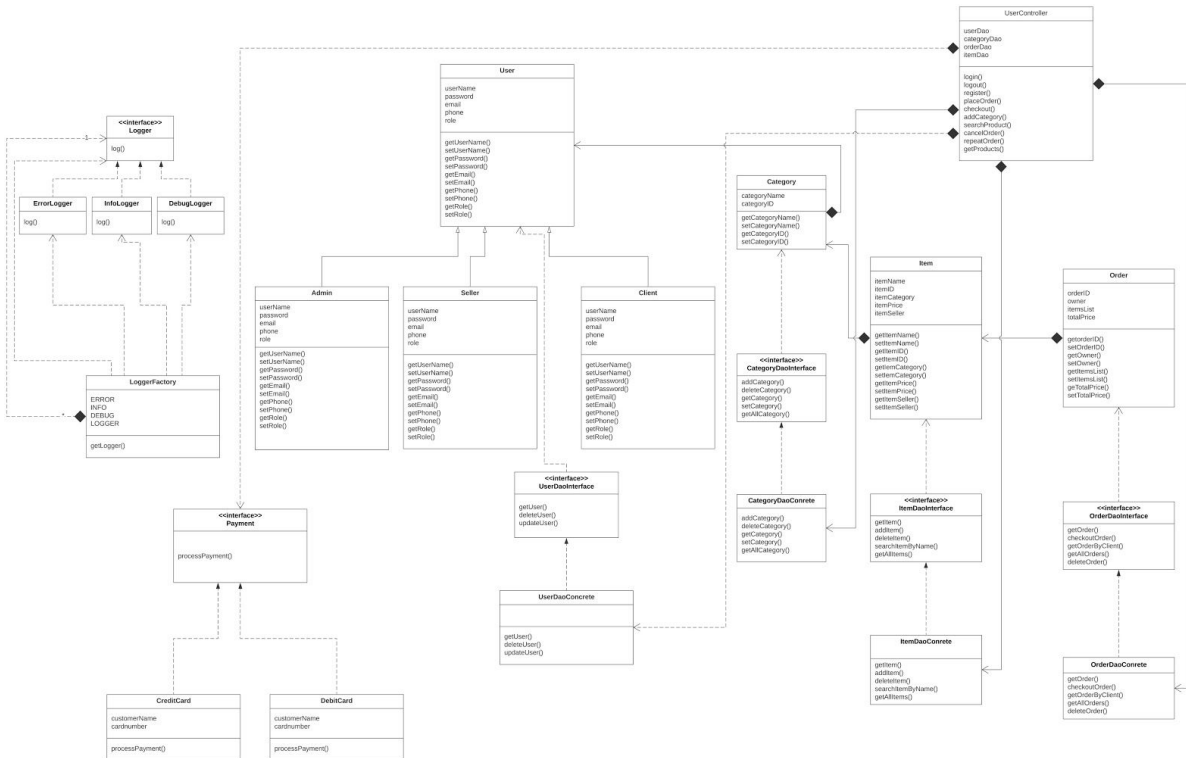 UserController
userDao
categoryDao
orderDao
itemDao
login()
logout()
register()
placeOrder()
checkout()
addCategory()
searchProduct()
cancelOrder()
repeatOrder()
getProducts()
User
userName
password
email
phone
role
getUserName()
setUserName()
getPassword()
setPassword()
getEmail()
setEmail()
getPhone()
setPhone()
getRole()
setRole()
<<interface>>
Logger
log()
1
ErrorLogger
log()
InfoLogger
log()
DebugLogger
log()
Category
categoryName
categoryID
getCategoryName()
setCategoryName()
getCategoryID()
setCategoryID()
Item
itemName
itemID
itemCategory
itemPrice
itemSeller
getItemName()
setItemName()
getItemID()
setItemID()
getItemCategory()
setItemCategory()
getItemPrice()
setItemPrice()
getItemSeller()
setItemSeller()
Order
orderID
owner
itemsList
totalPrice
getorderID()
setOrderID()
getOwner()
setOwner()
getItemsList()
setItemsList()
geTotalPrice()
setTotalPrice()
Admin
userName
password
email
phone
role
getUserName()
setUserName()
getPassword()
setPassword()
getEmail()
setEmail()
getPhone()
setPhone()
getRole()
setRole()
Seller
userName
password
email
phone
role
getUserName()
setUserName()
getPassword()
setPassword()
getEmail()
setEmail()
getPhone()
setPhone()
getRole()
setRole()
Client
userName
password
email
phone
role
getUserName()
setUserName()
getPassword()
setPassword()
getEmail()
setEmail()
getPhone()
setPhone()
getRole()
setRole()
LoggerFactory
ERROR
INFO
DEBUG
LOGGER
getLogger()
*
<<interface>>
CategoryDaoInterface
addCategory()
deleteCategory()
getCategory()
setCategory()
getAllCategory()
<<interface>>
UserDaoInterface
getUser()
deleteUser()
updateUser()
CategoryDaoConrete
addCategory()
deleteCategory()
getCategory()
setCategory()
getAllCategory()
<<interface>>
ItemDaoInterface
getItem()
addItem()
deleteItem()
searchItemByName()
getAllItems()
<<interface>>
OrderDaoInterface
getOrder()
checkoutOrder()
getOrderByClient()
getAllOrders()
deleteOrder()
<<interface>>
Payment
processPayment()
UserDaoConcrete
getUser()
deleteUser()
updateUser()
ItemDaoConrete
getItem()
addItem()
deleteItem()
searchItemByName()
getAllItems()
OrderDaoConrete
getOrder()
checkoutOrder()
getOrderByClient()
getAllOrders()
deleteOrder()
CreditCard
customerName
cardnumber
processPayment()
DebitCard
customerName
cardnumber
processPayment()